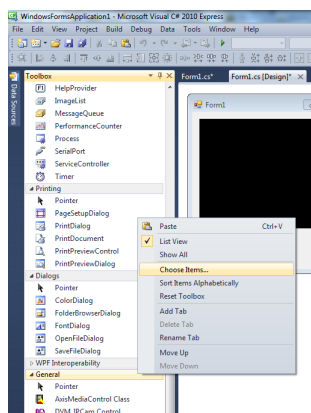 WindowsFormsApplication1 - Microsoft Visual C# 2010 Express
File Edit View Project Build Debug Data Tools Window Help
Toolbox
Data Sources
Form1.cs* Form1.cs [Design]*
HelpProvider
ImageList
MessageQueue
PerformanceCounter
Process
SerialPort
ServiceController
Timer
Printing
Pointer
PageSetupDialog
PrintDialog
PrintDocument
PrintPreviewControl
PrintPreviewDialog
Dialogs
Pointer
ColorDialog
FolderBrowserDialog
FontDialog
OpenFileDialog
SaveFileDialog
WPF Interoperability
General
Pointer
AxisMediaControl Class
DVM IPCam Control
Form1
Paste Ctrl+V
List View
Show All
Choose Items...
Sort Items Alphabetically
Reset Toolbox
Add Tab
Delete Tab
Rename Tab
Move Up
Move Down